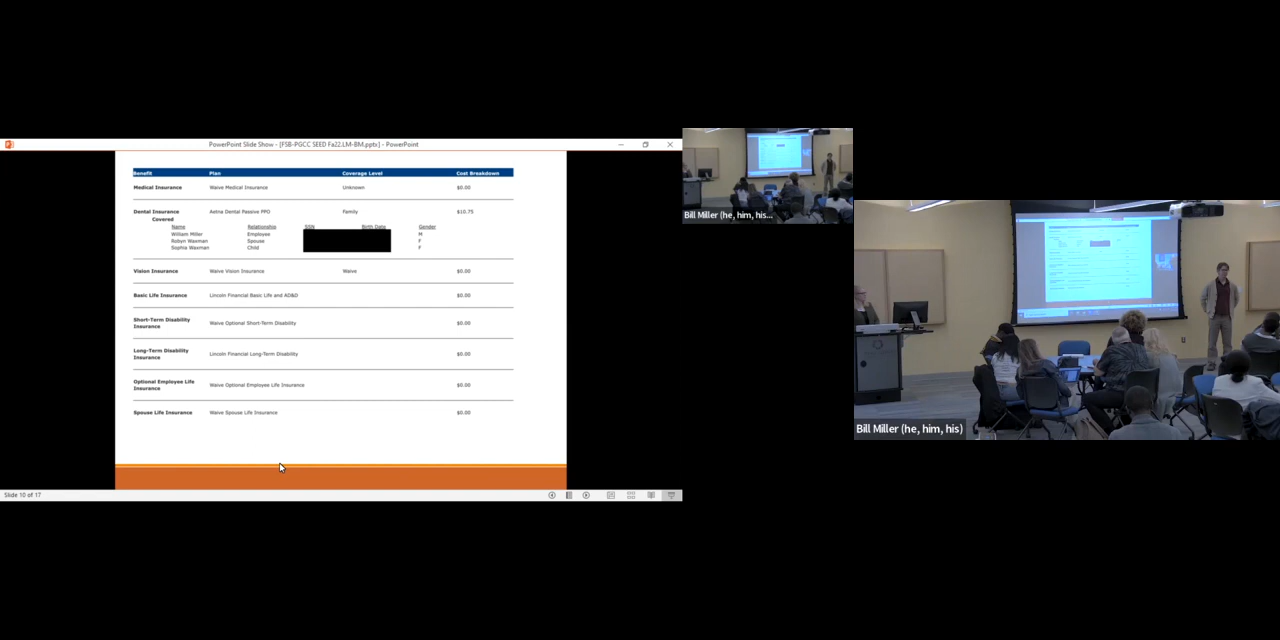 PowerPoint Slide Show - [FSB-PGCC SEED Fa22.LM-BM.pptx] - PowerPoint
Benefit Plan Coverage Level Cost Breakdown
Medical Insurance Waive Medical Insurance Unknown $0.00
Dental Insurance Aetna Dental Passive PPO Family $10.75
Covered
Name Relationship SSN Birth Date Gender
William Miller Employee M
Robyn Waxman Spouse F
Sophia Waxman Child F
Vision Insurance Waive Vision Insurance Waive $0.00
Basic Life Insurance Lincoln Financial Basic Life and AD&D $0.00
Short-Term Disability
Insurance Waive Optional Short-Term Disability $0.00
Long-Term Disability
Insurance Lincoln Financial Long-Term Disability $0.00
Optional Employee Life
Insurance Waive Optional Employee Life Insurance $0.00
Spouse Life Insurance Waive Spouse Life Insurance $0.00
Slide 10 of 17
Bill Miller (he, him, his...
Bill Miller (he, him, his)